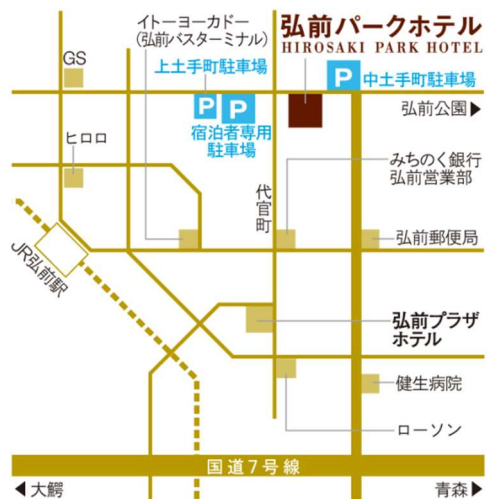 イトーヨーカドー
（弘前バスターミナル）
弘前パークホテル
HIROSAKI PARK HOTEL
GS
上土手町駐車場
P
中土手町駐車場
P P
弘前公園▶
宿泊者専用
駐車場
ヒロロ
みちのく銀行
弘前営業部
代官町
弘前郵便局
JR弘前駅
弘前プラザ
ホテル
健生病院
ローソン
国道7号線
◀大鰐
青森▶